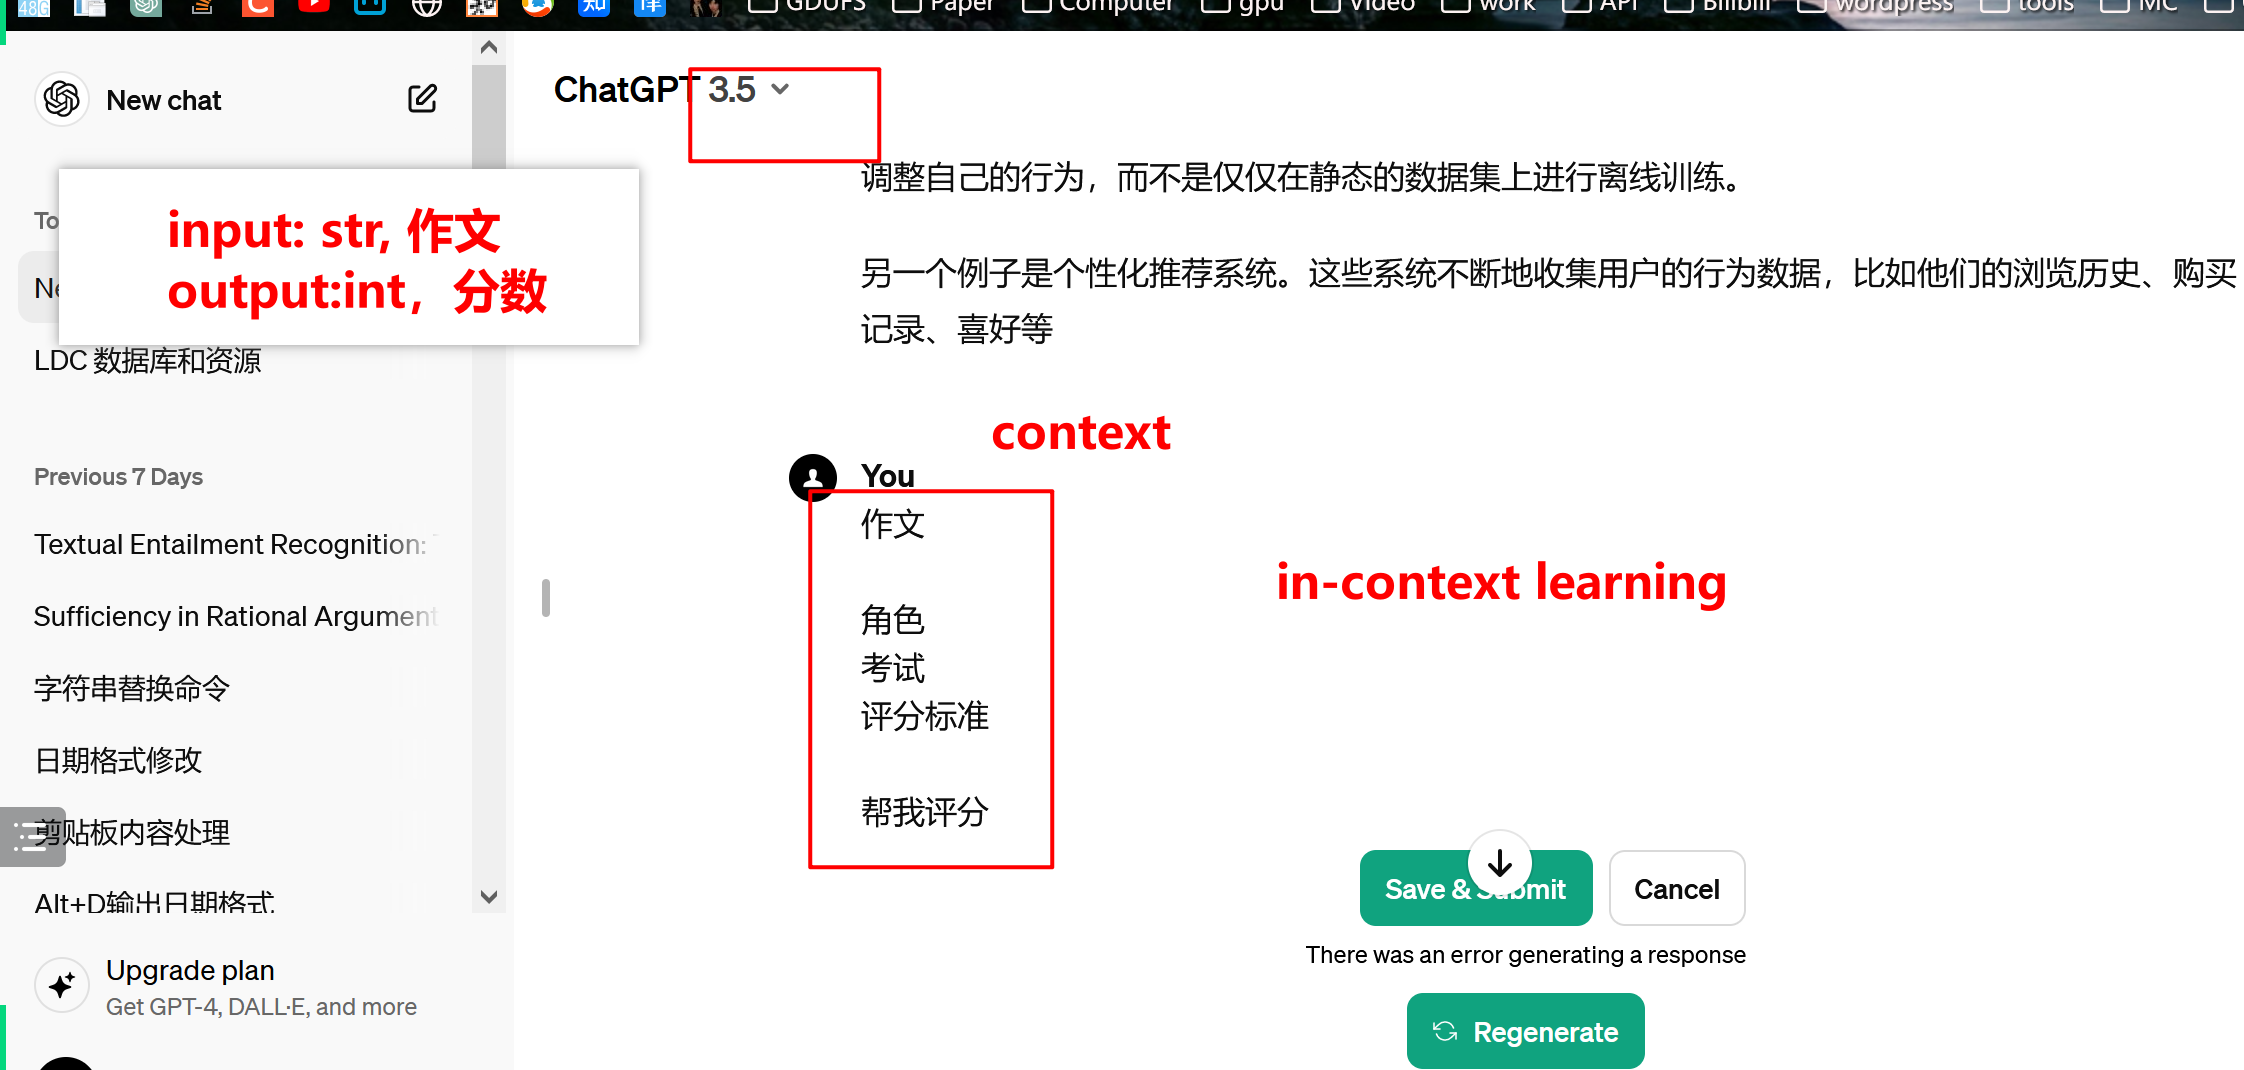 48G
GDUFS
Paper
Computer
gpu
Video
work
API
Bilibili
wordpress
tools
MC
New chat
ChatGPT 3.5
To
input: str, 作文
output:int，分数
Ne
LDC 数据库和资源
Previous 7 Days
Textual Entailment Recognition:
Sufficiency in Rational Argument
字符串替换命令
日期格式修改
剪贴板内容处理
Alt+D输出日期格式
Upgrade plan
Get GPT-4, DALL·E, and more
调整自己的行为，而不是仅仅在静态的数据集上进行离线训练。
另一个例子是个性化推荐系统。这些系统不断地收集用户的行为数据，比如他们的浏览历史、购买
记录、喜好等
context
You
作文
in-context learning
角色
考试
评分标准
帮我评分
Save & Submit
Cancel
There was an error generating a response
Regenerate